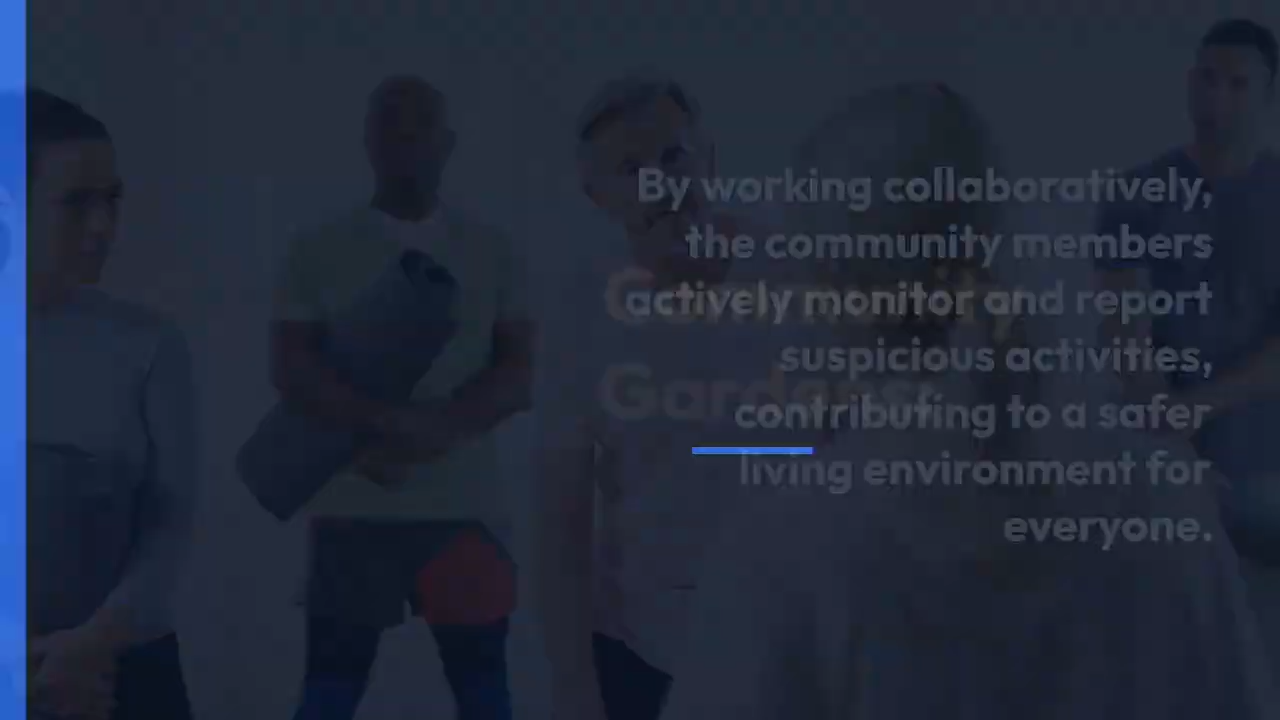 By working collaboratively,
the community members
actively monitor and report
suspicious activities,
contributing to a safer
living environment for
everyone.
Gardens